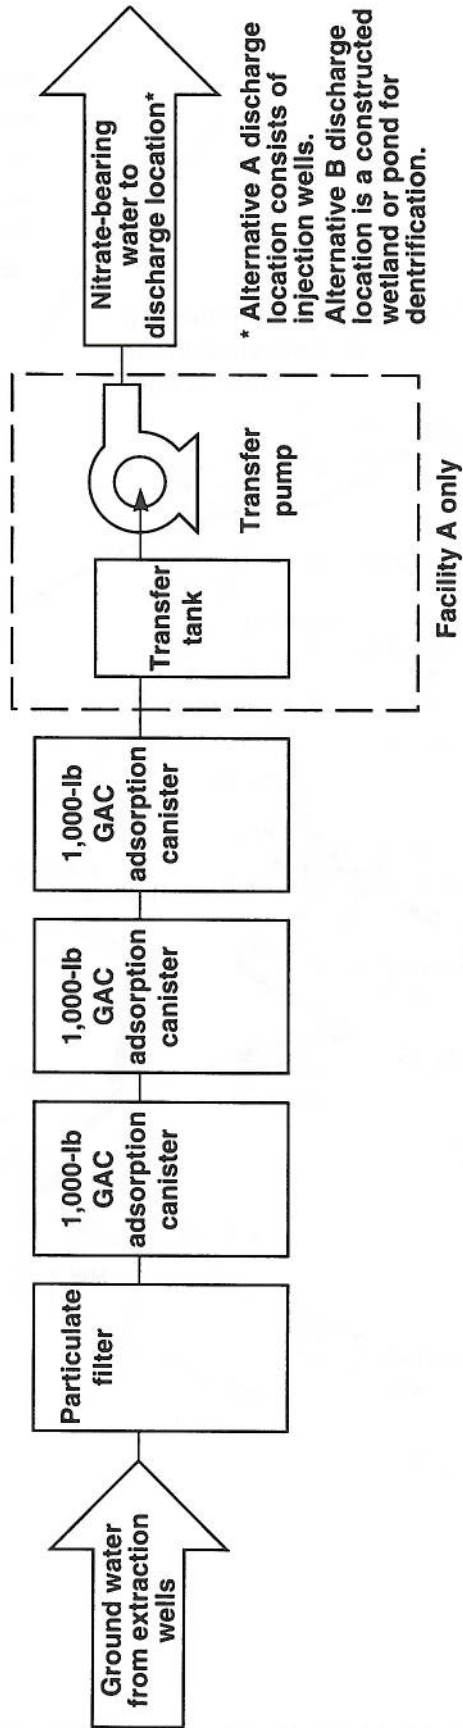 Ground water
from extraction
wells
Particulate
filter
1,000-lb
GAC
adsorption
canister
1,000-lb
GAC
adsorption
canister
1,000-lb
GAC
adsorption
canister
Transfer
tank
Transfer
pump
Facility A only
Nitrate-bearing
water to
discharge location*
* Alternative A discharge
location consists of
injection wells.
Alternative B discharge
location is a constructed
wetland or pond for
dentrification.